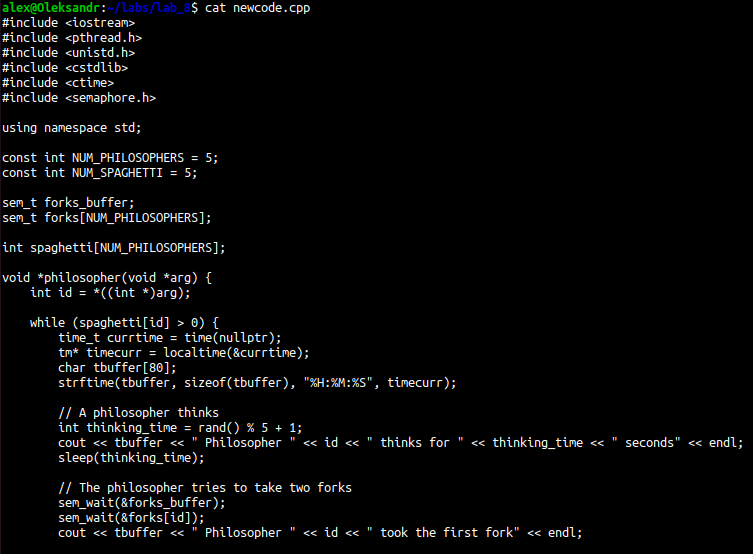 alex@Oleksandr:~/labs/lab_8$ cat newcode.cpp
#include <iostream>
#include <pthread.h>
#include <unistd.h>
#include <cstdlib>
#include <ctime>
#include <semaphore.h>

using namespace std;

const int NUM_PHILOSOPHERS = 5;
const int NUM_SPAGHETTI = 5;

sem_t forks_buffer;
sem_t forks[NUM_PHILOSOPHERS];

int spaghetti[NUM_PHILOSOPHERS];

void *philosopher(void *arg) {
    int id = *((int *)arg);

    while (spaghetti[id] > 0) {
        time_t currtime = time(nullptr);
        tm* timecurr = localtime(&currtime);
        char tbuffer[80];
        strftime(tbuffer, sizeof(tbuffer), "%H:%M:%S", timecurr);

        // A philosopher thinks
        int thinking_time = rand() % 5 + 1;
        cout << tbuffer << " Philosopher " << id << " thinks for " << thinking_time << " seconds" << endl;
        sleep(thinking_time);

        // The philosopher tries to take two forks
        sem_wait(&forks_buffer);
        sem_wait(&forks[id]);
        cout << tbuffer << " Philosopher " << id << " took the first fork" << endl;